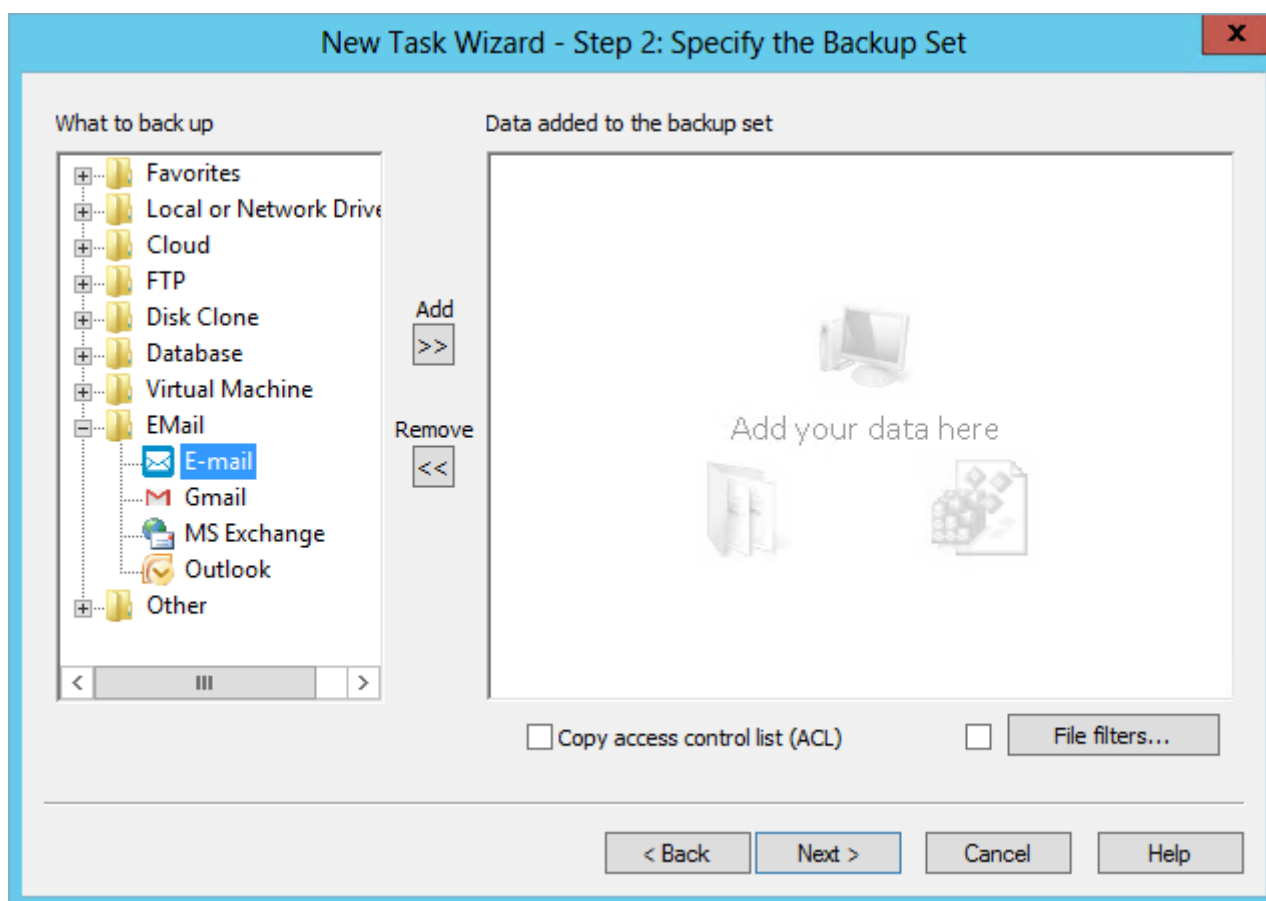 New Task Wizard - Step 2: Specify the Backup Set
x
What to back up
Data added to the backup set
Favorites
Local or Network Drive
Cloud
FTP
Disk Clone
Database
Virtual Machine
EMail
E-mail
Gmail
MS Exchange
Outlook
Other
Add
>>
Remove
<<
Add your data here
Copy access control list (ACL)
File filters...
< Back
Next >
Cancel
Help